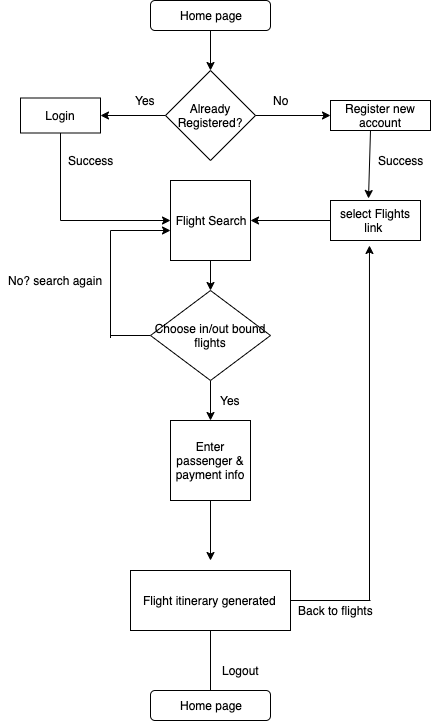 Home page
Already
Registered?
Yes
No
Login
Register new
account
Success
Success
Flight Search
select Flights
link
No? search again
Choose in/out bound
flights
Yes
Enter
passenger &
payment info
Flight itinerary generated
Back to flights
Logout
Home page